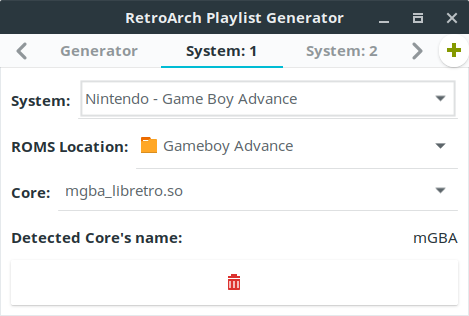 RetroArch Playlist Generator
Generator System: 1 System: 2
System: Nintendo - Game Boy Advance
ROMS Location: Gameboy Advance
Core: mgba_libretro.so
Detected Core's name: mGBA